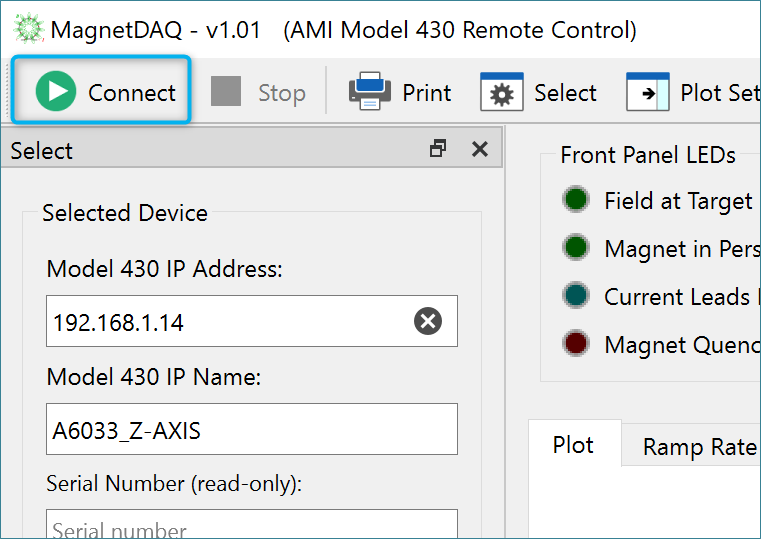 MagnetDAQ - v1.01 (AMI Model 430 Remote Control)
Connect Stop Print Select Plot Set
Select
Selected Device
Model 430 IP Address:
192.168.1.14
Model 430 IP Name:
A6033_Z-AXIS
Serial Number (read-only):
Serial number
Front Panel LEDs
Field at Target
Magnet in Pers
Current Leads
Magnet Quenc
Plot Ramp Rate